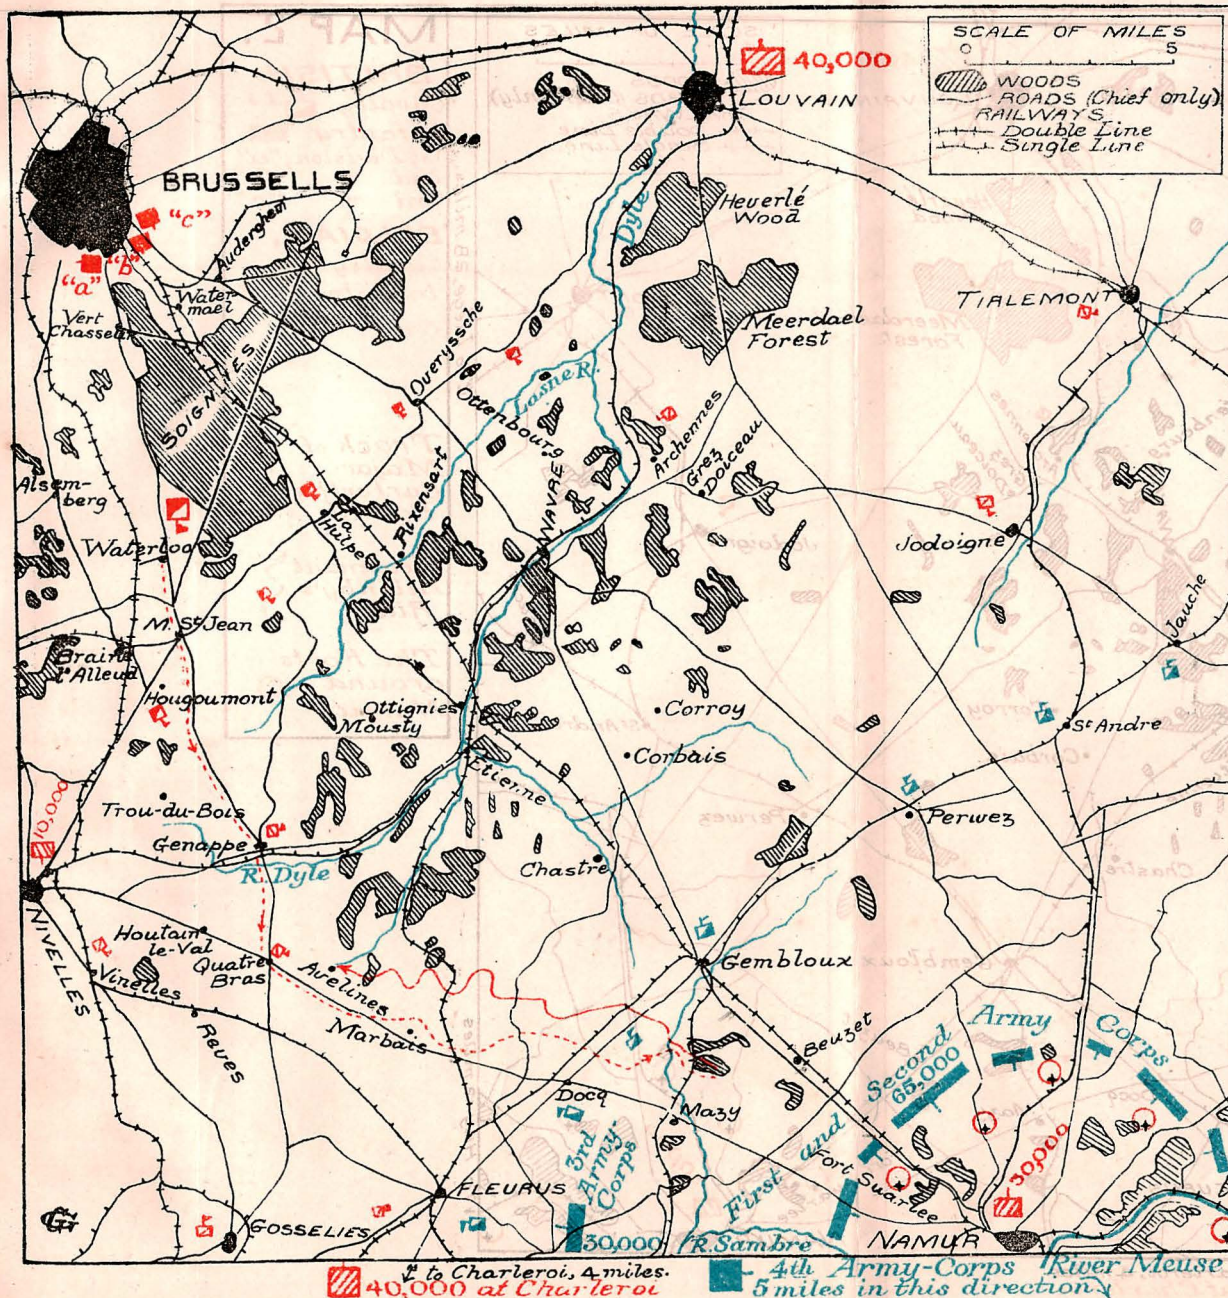 SCALE OF MILES
0 5
WOODS
ROADS (Chief only)
RAILWAYS
Double Line
Single Line
40,000
LOUVAIN
BRUSSELLS
"c"
"b"
"a"
Auderghem
Water-
mael
Vert
Chasseur
SOIGNIES
Dyle
Heverlé
Wood
Meerdael
Forest
TIRLEMONT
Overyssche
Ottenbourg
Lasne R.
Archennes
Grez
Doiceau
WAVRE
Rixensart
La
Hulpe
Alsem-
berg
Waterloo
Jodoigne
Jauche
M. St Jean
Braine
l'Alleud
Hougoumont
Ottignies
Mousty
Corroy
St Andre
Corbais
Etienne
Trou-du-Bois
10,000
Genappe
R. Dyle
Perwez
Chastre
NIVELLES
Houtain-
le-Val
Quatre
Bras
Vinelles
Reves
Avelines
Marbais
Gembloux
Beuzet
Second Army Corps.
65,000
Docq
Mazy
3rd
Army-
Corps
First and
Fort
Suarlee
30,000
FLEURUS
GOSSELIES
30,000
R. Sambre
NAMUR
River Meuse
to Charleroi, 4 miles.
40,000 at Charleroi
4th Army-Corps
5 miles in this direction